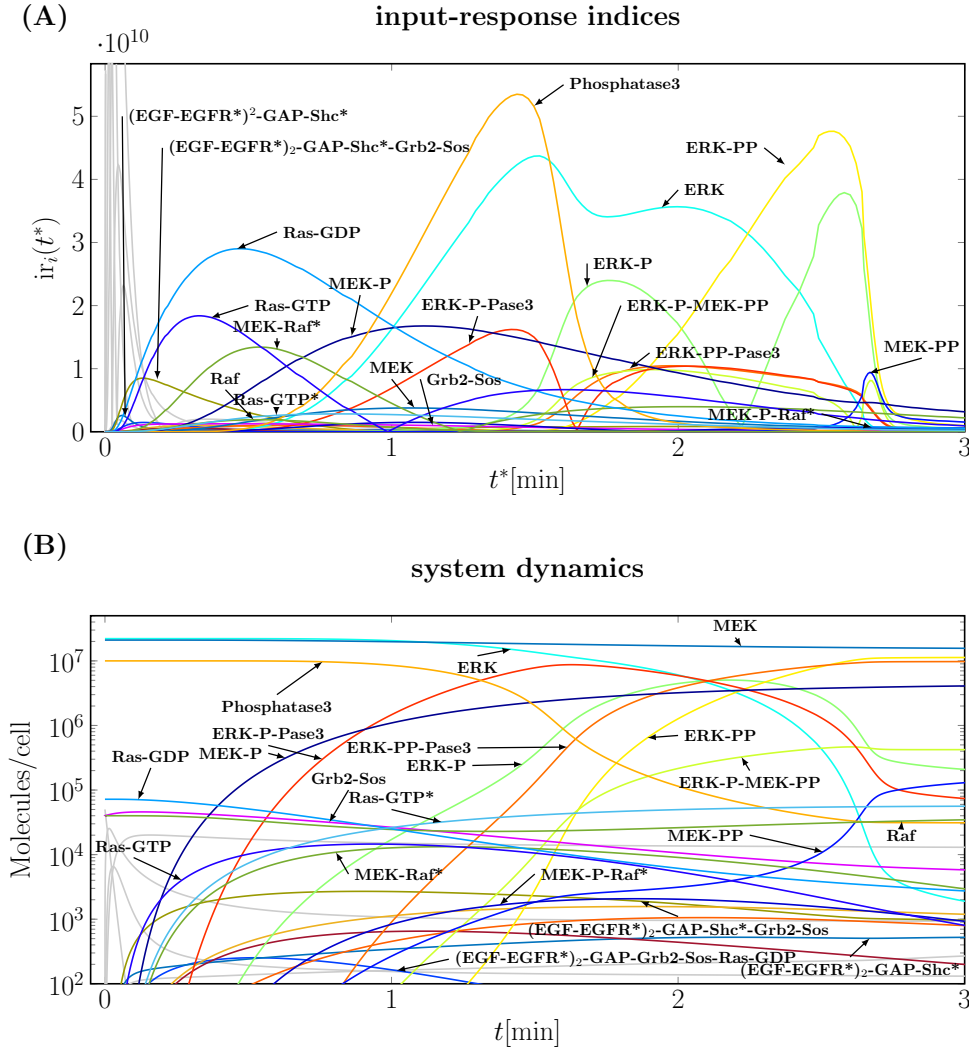 (A)
input-response indices
·10^10
Phosphatase3
(EGF-EGFR*)^2-GAP-Shc*
(EGF-EGFR*)_2-GAP-Shc*-Grb2-Sos
ERK-PP
ERK
Ras-GDP
ERK-P
MEK-P
Ras-GTP
ERK-P-Pase3
ERK-P-MEK-PP
MEK-Raf*
ERK-PP-Pase3
MEK-PP
Raf
MEK
Grb2-Sos
Ras-GTP*
MEK-P-Raf*
5
4
3
2
1
0
ir_i(t*)
0 1 2 3
t*[min]
(B)
system dynamics
MEK
ERK
Phosphatase3
ERK-P-Pase3
MEK-P
ERK-PP-Pase3
ERK-PP
ERK-P
Ras-GDP
Grb2-Sos
ERK-P-MEK-PP
Ras-GTP*
Raf
MEK-PP
Ras-GTP
MEK-Raf*
MEK-P-Raf*
(EGF-EGFR*)_2-GAP-Shc*-Grb2-Sos
(EGF-EGFR*)_2-GAP-Grb2-Sos-Ras-GDP
(EGF-EGFR*)_2-GAP-Shc*
10^7
10^6
10^5
10^4
10^3
10^2
Molecules/cell
0 1 2 3
t[min]